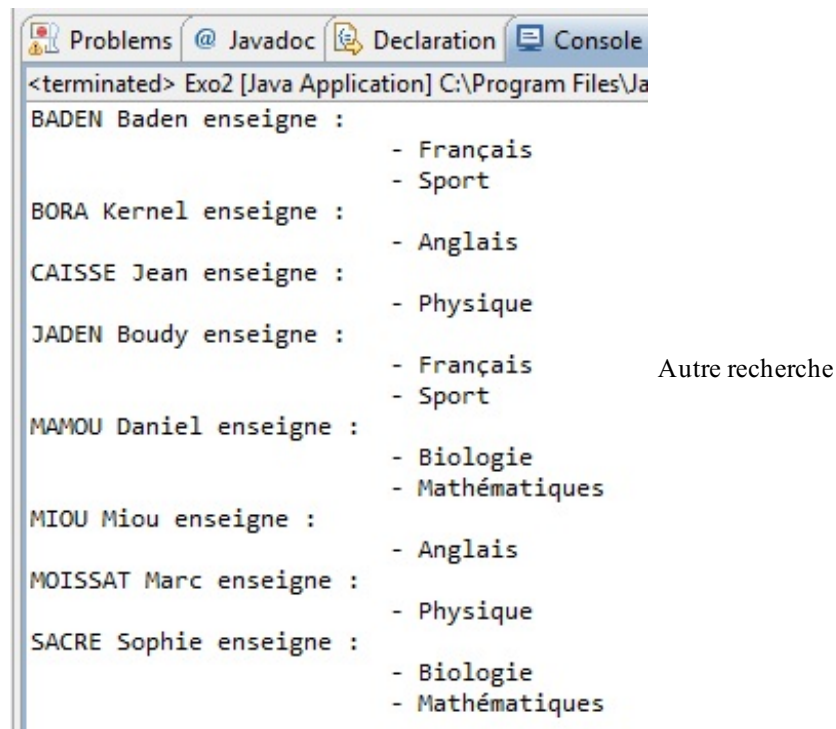 Problems @ Javadoc Declaration Console
<terminated> Exo2 [Java Application] C:\Program Files\Ja
BADEN Baden enseigne :
- Français
- Sport
BORA Kernel enseigne :
- Anglais
CAISSE Jean enseigne :
- Physique
JADEN Boudy enseigne :
- Français
- Sport
Autre recherche
MAMOU Daniel enseigne :
- Biologie
- Mathématiques
MIOU Miou enseigne :
- Anglais
MOISSAT Marc enseigne :
- Physique
SACRE Sophie enseigne :
- Biologie
- Mathématiques